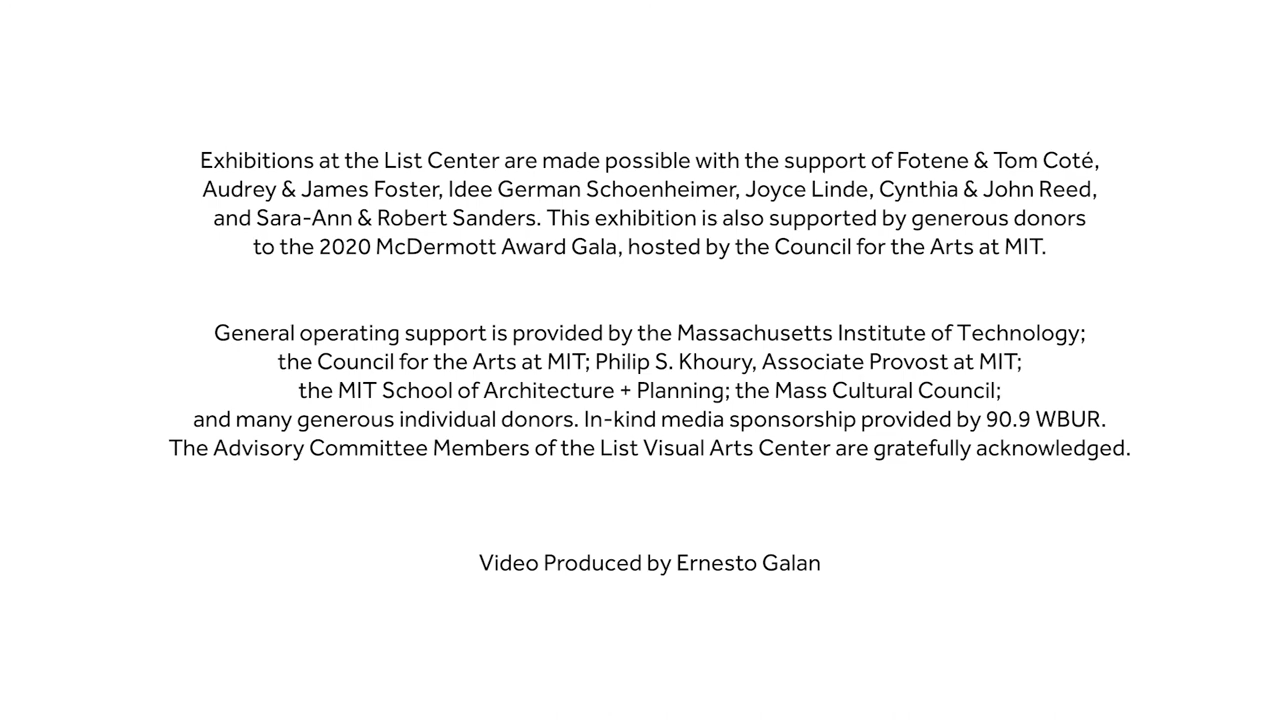 Exhibitions at the List Center are made possible with the support of Fotene & Tom Coté,
Audrey & James Foster, Idee German Schoenheimer, Joyce Linde, Cynthia & John Reed,
and Sara-Ann & Robert Sanders. This exhibition is also supported by generous donors
to the 2020 McDermott Award Gala, hosted by the Council for the Arts at MIT.
General operating support is provided by the Massachusetts Institute of Technology;
the Council for the Arts at MIT; Philip S. Khoury, Associate Provost at MIT;
the MIT School of Architecture + Planning; the Mass Cultural Council;
and many generous individual donors. In-kind media sponsorship provided by 90.9 WBUR.
The Advisory Committee Members of the List Visual Arts Center are gratefully acknowledged.
Video Produced by Ernesto Galan